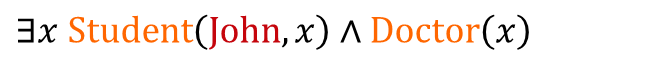 ∃x Student(John, x) ∧ Doctor(x)